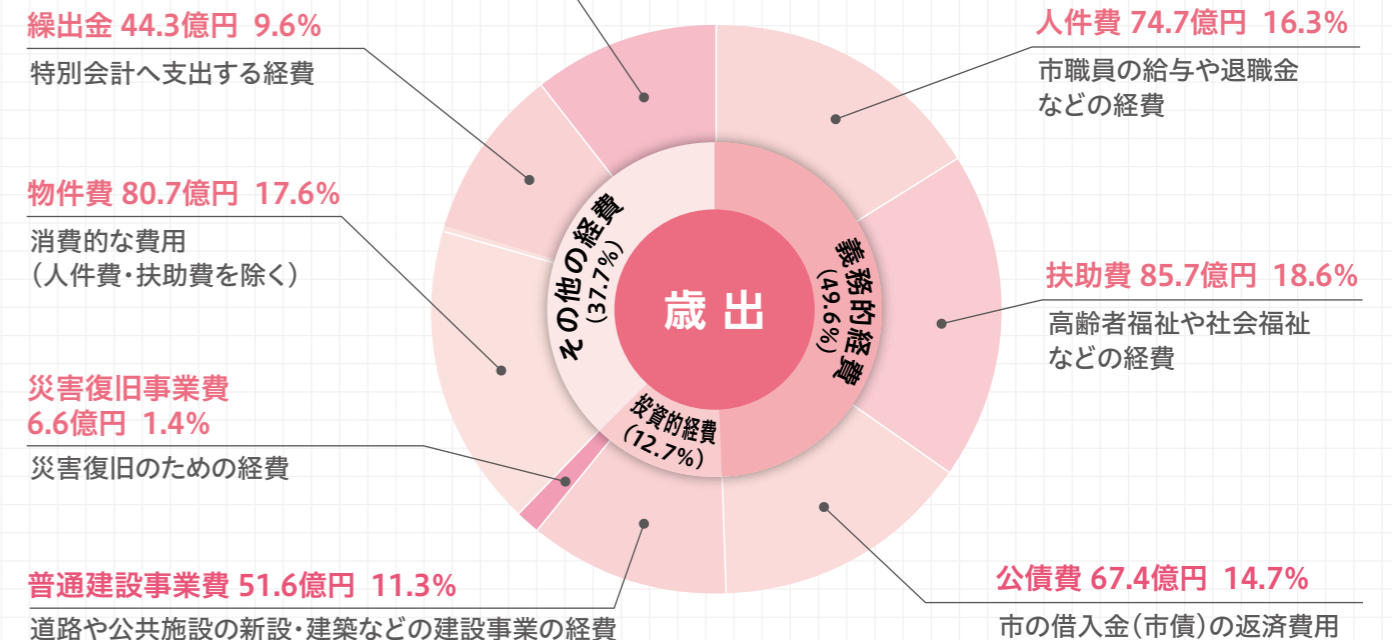 繰出金 44.3億円 9.6%
特別会計へ支出する経費
物件費 80.7億円 17.6%
消費的な費用
(人件費・扶助費を除く)
災害復旧事業費
6.6億円 1.4%
災害復旧のための経費
普通建設事業費 51.6億円 11.3%
道路や公共施設の新設・建築などの建設事業の経費
人件費 74.7億円 16.3%
市職員の給与や退職金
などの経費
扶助費 85.7億円 18.6%
高齢者福祉や社会福祉
などの経費
公債費 67.4億円 14.7%
市の借入金(市債)の返済費用
歳出
義務的経費
(49.6%)
投資的経費
(12.7%)
その他の経費
(37.7%)